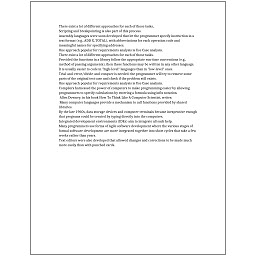 There exist a lot of different approaches for each of those tasks.
Scripting and breakpointing is also part of this process.
Assembly languages were soon developed that let the programmer specify instruction in a
text format (e.g., ADD X, TOTAL), with abbreviations for each operation code and
meaningful names for specifying addresses.
One approach popular for requirements analysis is Use Case analysis.
There exist a lot of different approaches for each of those tasks.
Provided the functions in a library follow the appropriate run-time conventions (e.g.,
method of passing arguments), then these functions may be written in any other language.
It is usually easier to code in "high-level" languages than in "low-level" ones.
Trial-and-error/divide-and-conquer is needed: the programmer will try to remove some
parts of the original test case and check if the problem still exists.
One approach popular for requirements analysis is Use Case analysis.
Compilers harnessed the power of computers to make programming easier by allowing
programmers to specify calculations by entering a formula using infix notation.
Allen Downey, in his book How To Think Like A Computer Scientist, writes:
Many computer languages provide a mechanism to call functions provided by shared
libraries.
By the late 1960s, data storage devices and computer terminals became inexpensive enough
that programs could be created by typing directly into the computers.
Integrated development environments (IDEs) aim to integrate all such help.
Many programmers use forms of Agile software development where the various stages of
formal software development are more integrated together into short cycles that take a few
weeks rather than years.
Text editors were also developed that allowed changes and corrections to be made much
more easily than with punched cards.